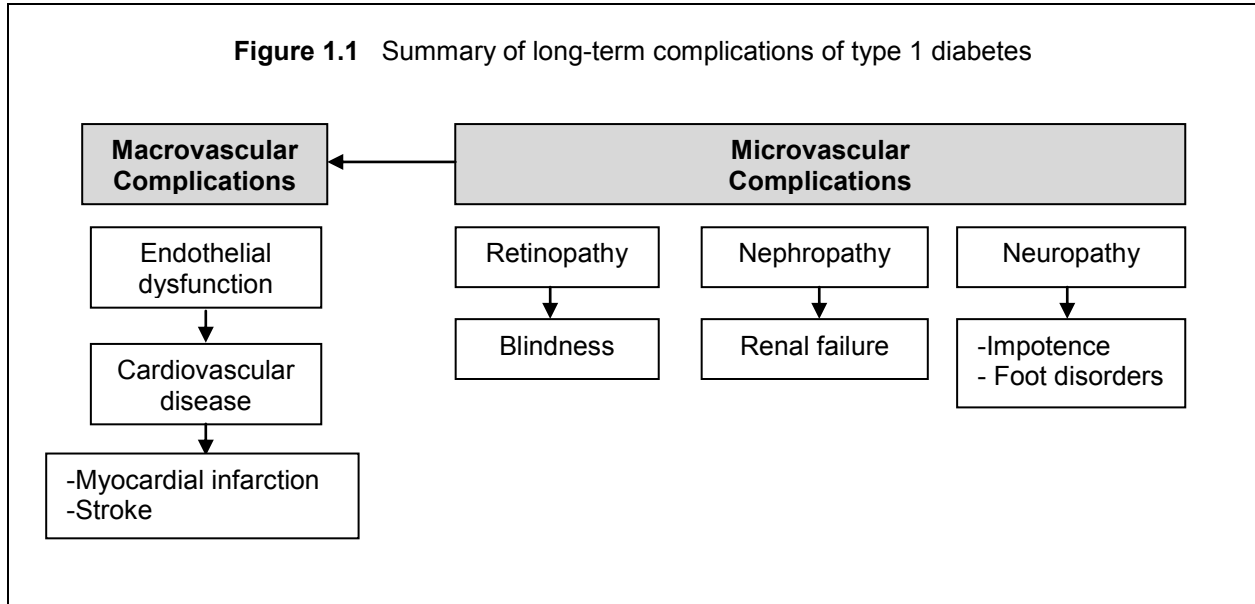 Figure 1.1 Summary of long-term complications of type 1 diabetes
Macrovascular
Complications
Microvascular
Complications
Endothelial
dysfunction
Cardiovascular
disease
-Myocardial infarction
-Stroke
Retinopathy
Blindness
Nephropathy
Renal failure
Neuropathy
-Impotence
- Foot disorders